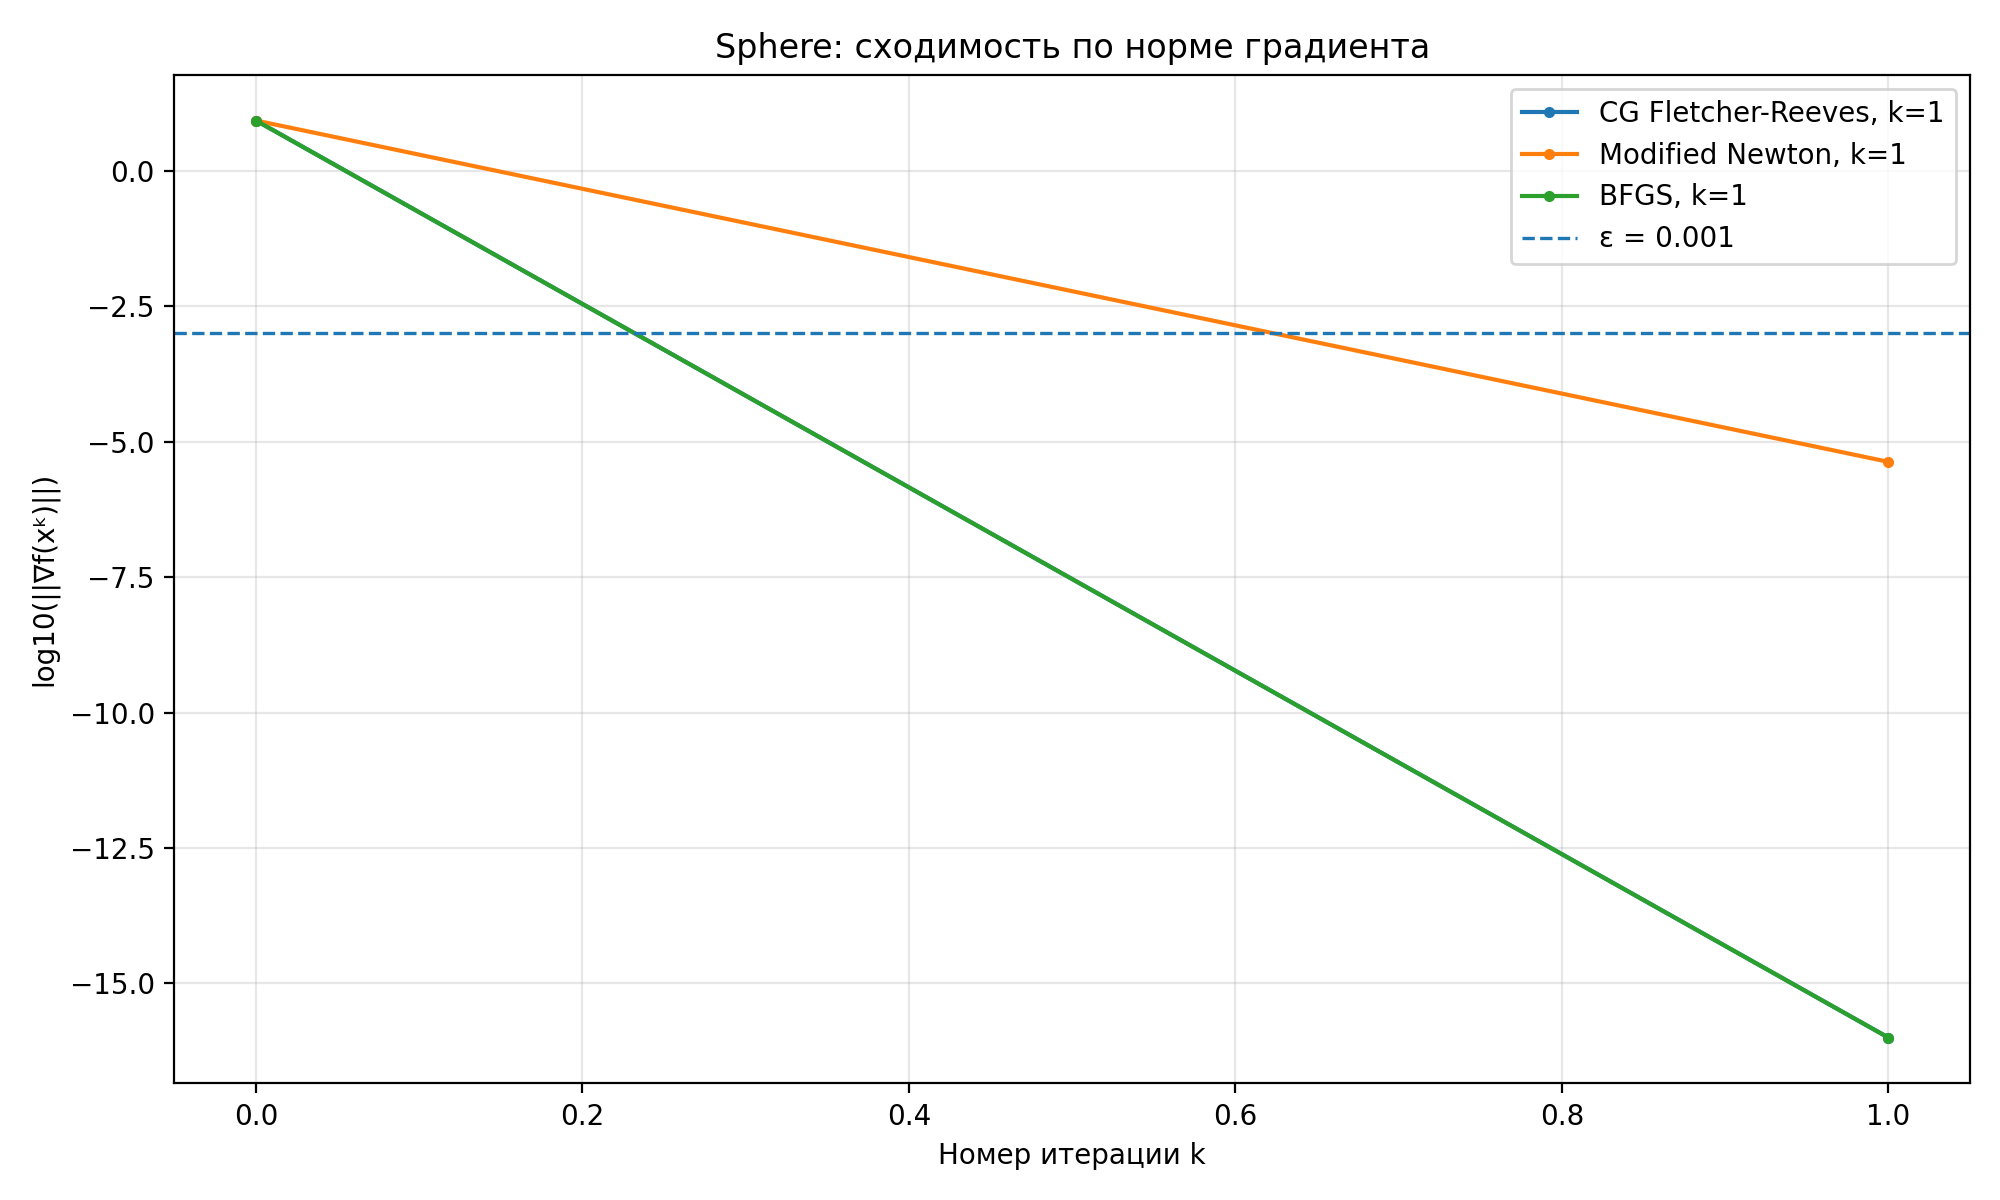 Sphere: сходимость по норме градиента
CG Fletcher-Reeves, k=1
Modified Newton, k=1
BFGS, k=1
ε = 0.001
log10(||∇f(xᵏ)||)
0.0
−2.5
−5.0
−7.5
−10.0
−12.5
−15.0
0.0 0.2 0.4 0.6 0.8 1.0
Номер итерации k